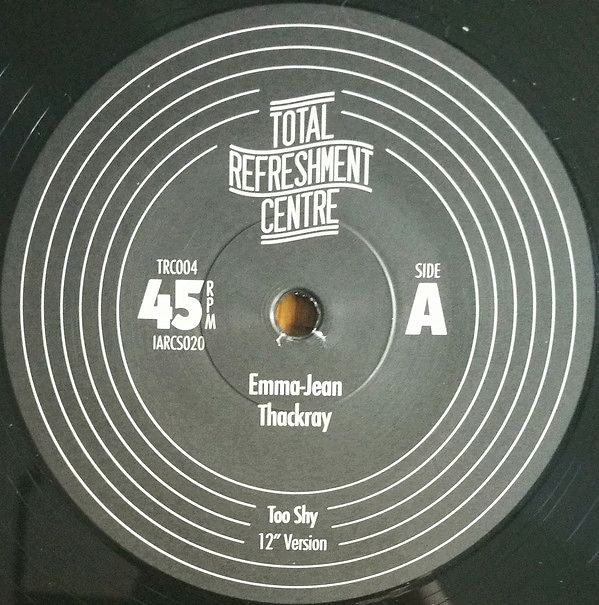 TOTAL
REFRESHMENT
CENTRE
TRC004
45 RPM
IARCS020
SIDE
A
Emma-Jean
Thackray
Too Shy
12" Version